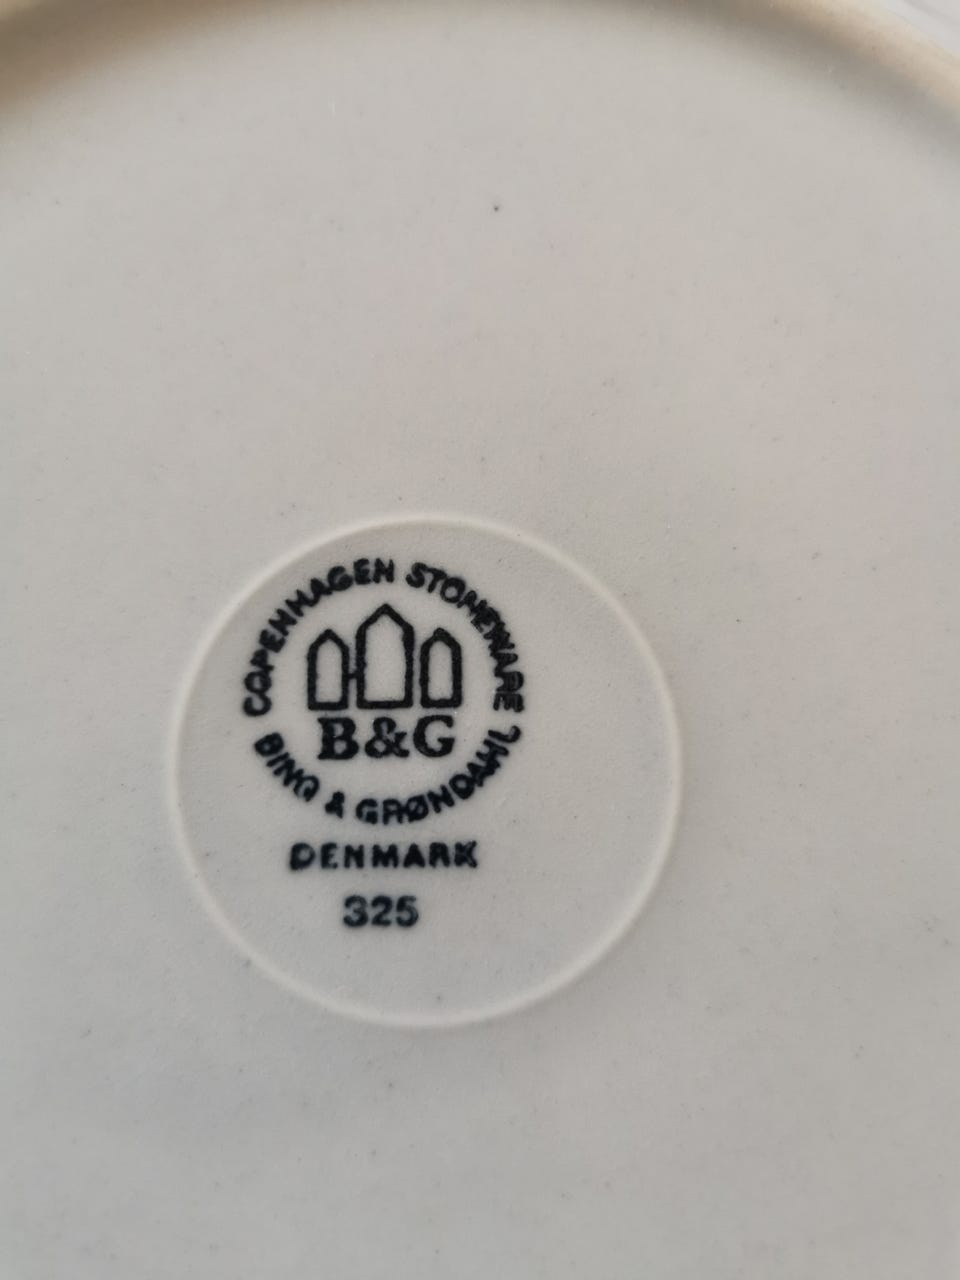 COPENHAGEN STONEWARE
B&G
BING & GRØNDAHL
DENMARK
325